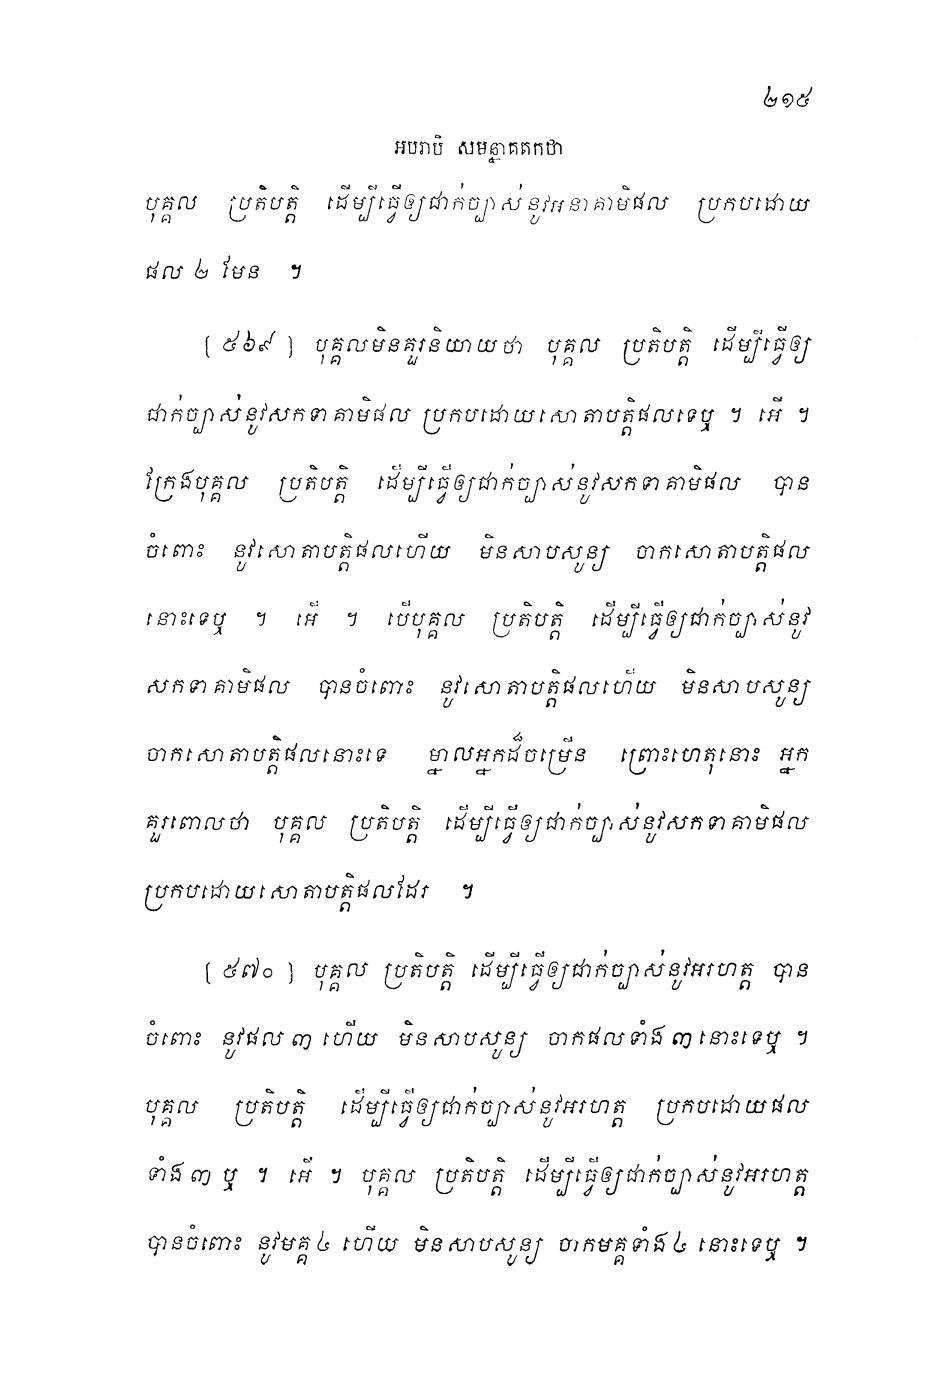 ២១៥
អបរាបិ សមន្នាគតកថា
បុគ្គល ប្រតិបត្តិ ដើម្បីធ្វើឲ្យជាក់ច្បាស់នូវអនាគាមិផល ប្រកបដោយ
ផល ២ មែន ។
[ ៥៦៩ ] បុគ្គលមិនគួរនិយាយថា បុគ្គល ប្រតិបត្តិ ដើម្បីធ្វើឲ្យ
ជាក់ច្បាស់នូវសកទាគាមិផល ប្រកបដោយសោតាបត្តិផលទេឬ ។ អើ ។
ក្រែងបុគ្គល ប្រតិបត្តិ ដើម្បីធ្វើឲ្យជាក់ច្បាស់នូវសកទាគាមិផល បាន
ចំពោះ នូវសោតាបត្តិផលហើយ មិនសាបសូន្យ ចាកសោតាបត្តិផល
នោះទេឬ ។ អើ ។ បើបុគ្គល ប្រតិបត្តិ ដើម្បីធ្វើឲ្យជាក់ច្បាស់នូវ
សកទាគាមិផល បានចំពោះ នូវសោតាបត្តិផលហើយ មិនសាបសូន្យ
ចាកសោតាបត្តិផលនោះទេ ម្នាលអ្នកដ៏ចម្រើន ព្រោះហេតុនោះ អ្នក
គួរពោលថា បុគ្គល ប្រតិបត្តិ ដើម្បីធ្វើឲ្យជាក់ច្បាស់នូវសកទាគាមិផល
ប្រកបដោយសោតាបត្តិផលដែរ ។
[ ៥៧០ ] បុគ្គល ប្រតិបត្តិ ដើម្បីធ្វើឲ្យជាក់ច្បាស់នូវអរហត្ត បាន
ចំពោះ នូវផល ៣ ហើយ មិនសាបសូន្យ ចាកផលទាំង ៣ នោះទេឬ ។
បុគ្គល ប្រតិបត្តិ ដើម្បីធ្វើឲ្យជាក់ច្បាស់នូវអរហត្ត ប្រកបដោយផល
ទាំង ៣ ឬ ។ អើ ។ បុគ្គល ប្រតិបត្តិ ដើម្បីធ្វើឲ្យជាក់ច្បាស់នូវអរហត្ត
បានចំពោះ នូវមគ្គ ៤ ហើយ មិនសាបសូន្យ ចាកមគ្គទាំង ៤ នោះទេឬ ។